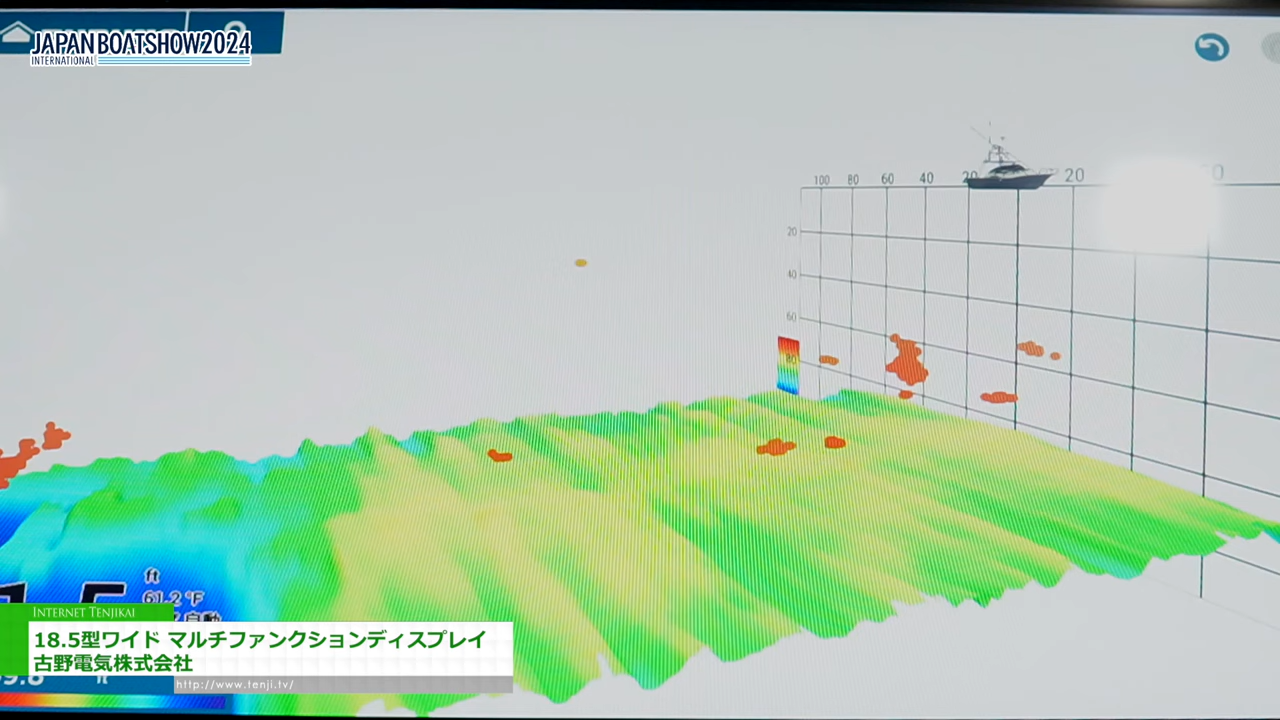 JAPAN BOATSHOW2024
INTERNATIONAL
100 80 60 40 20 20
20
40
60
80
ft
61.2°F
自動
INTERNET TENJIKAI
18.5型ワイド マルチファンクションディスプレイ
古野電気株式会社
http://www.tenji.tv/